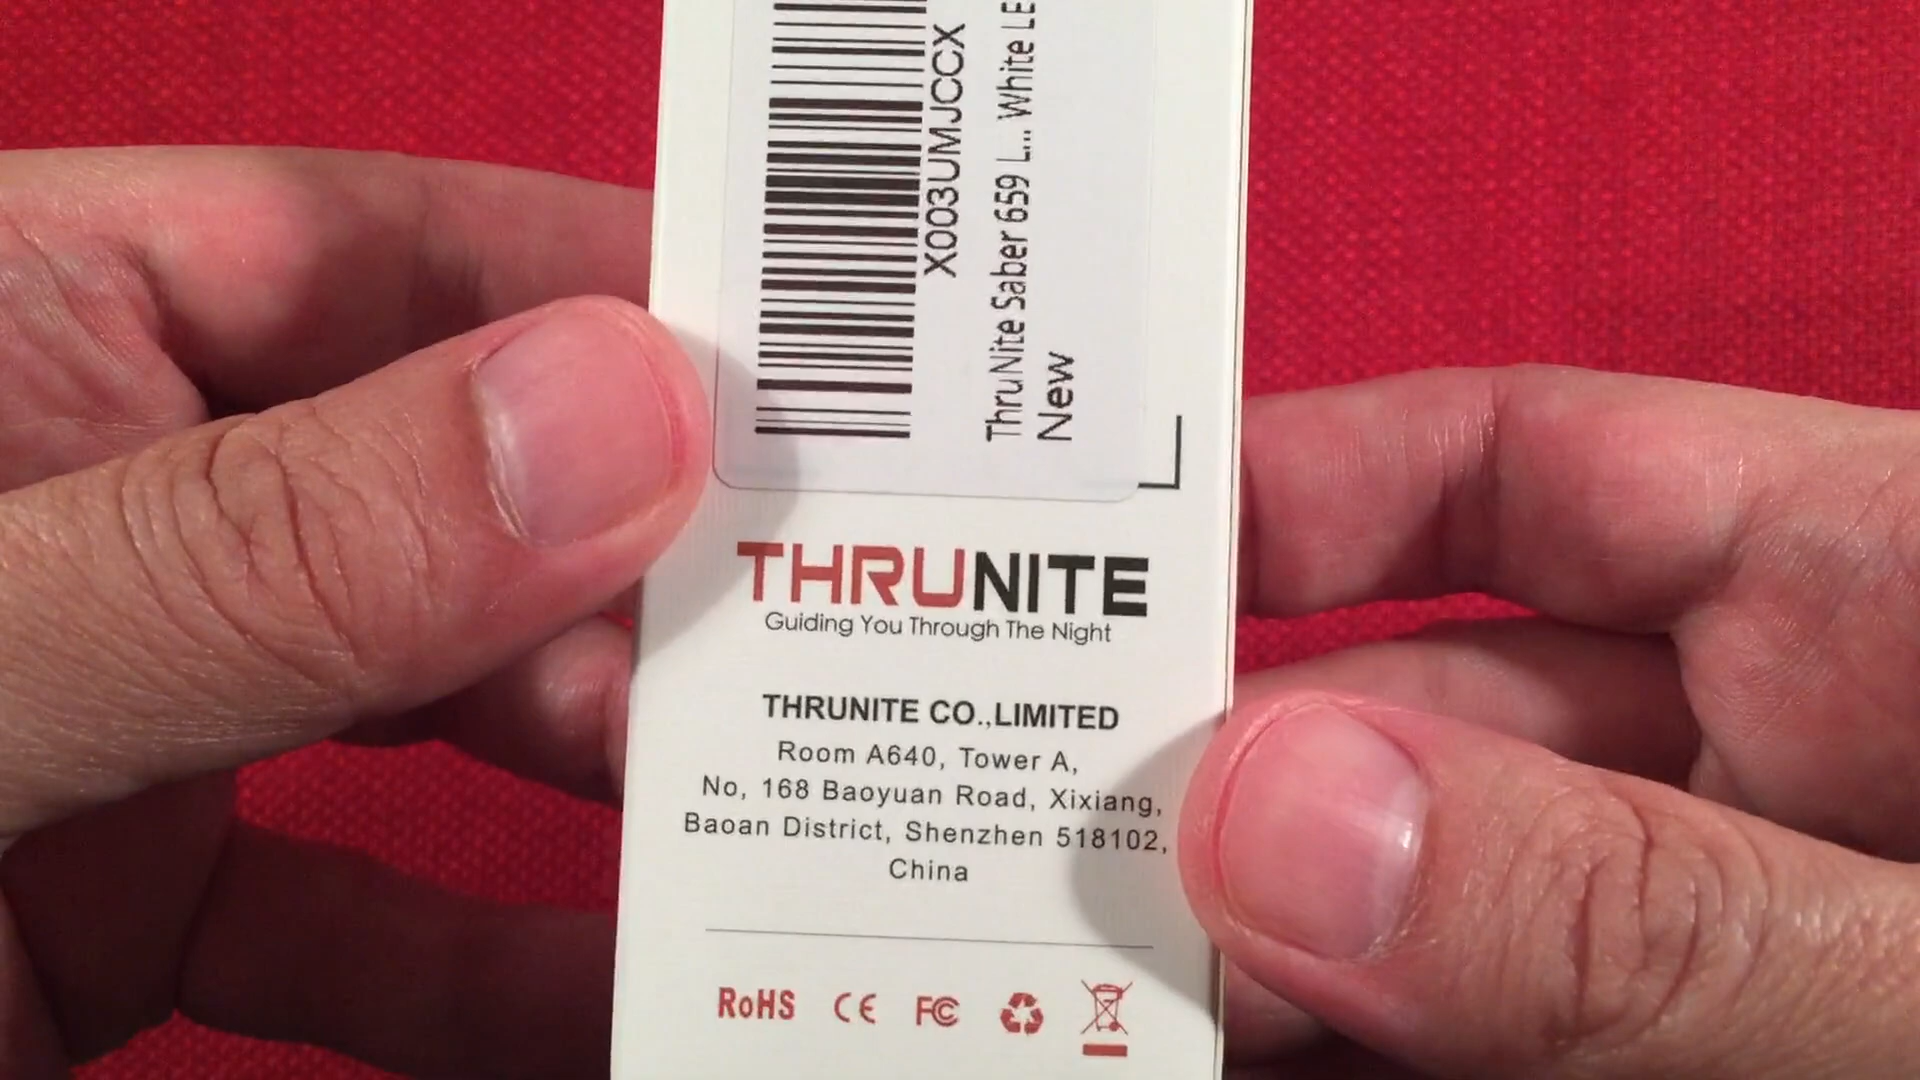 X003UMJCCX
ThruNite Saber 659 L... White LE
New
THRUNITE
Guiding You Through The Night
THRUNITE CO.,LIMITED
Room A640, Tower A,
No, 168 Baoyuan Road, Xixiang,
Baoan District, Shenzhen 518102,
China
RoHS CE FC